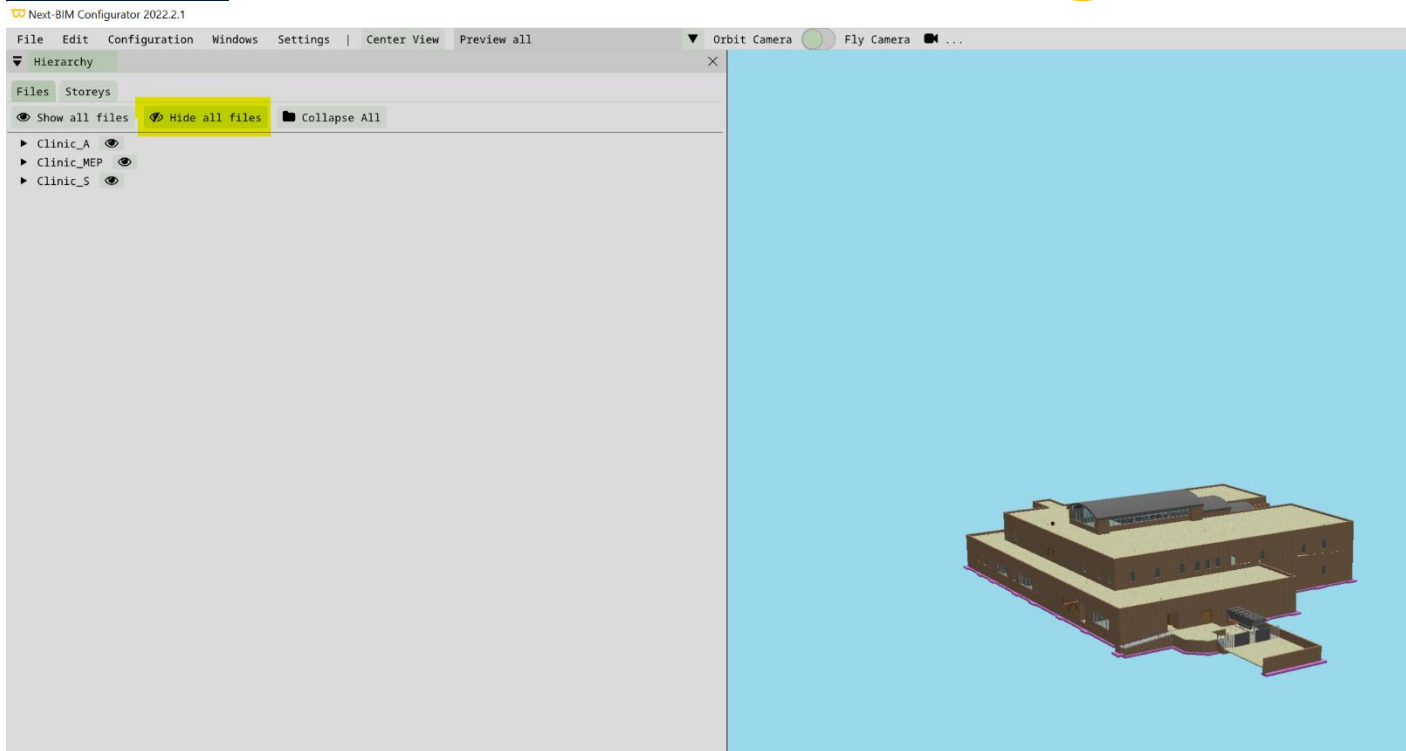 Next-BIM Configurator 2022.2.1
File Edit Configuration Windows Settings | Center View Preview all Orbit Camera Fly Camera ...
Hierarchy
Files Storeys
Show all files Hide all files Collapse All
Clinic_A
Clinic_MEP
Clinic_S